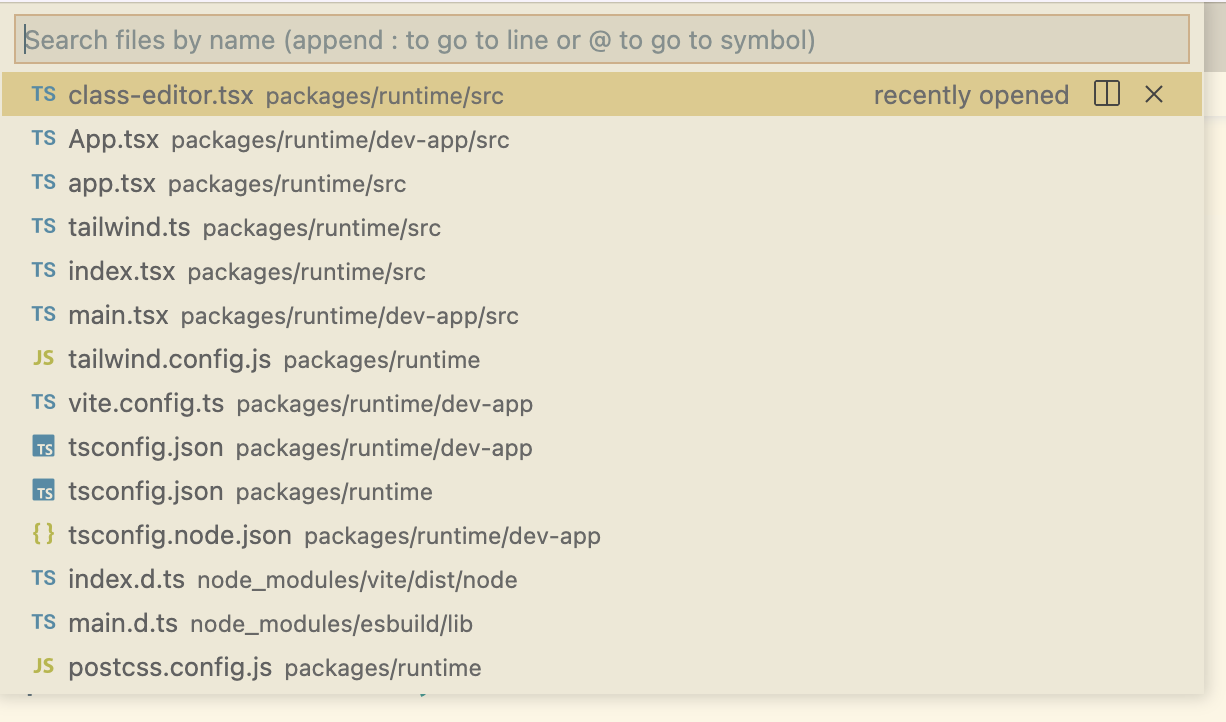 Search files by name (append : to go to line or @ to go to symbol)
TS class-editor.tsx packages/runtime/src recently opened
TS App.tsx packages/runtime/dev-app/src
TS app.tsx packages/runtime/src
TS tailwind.ts packages/runtime/src
TS index.tsx packages/runtime/src
TS main.tsx packages/runtime/dev-app/src
JS tailwind.config.js packages/runtime
TS vite.config.ts packages/runtime/dev-app
TS tsconfig.json packages/runtime/dev-app
TS tsconfig.json packages/runtime
{ } tsconfig.node.json packages/runtime/dev-app
TS index.d.ts node_modules/vite/dist/node
TS main.d.ts node_modules/esbuild/lib
JS postcss.config.js packages/runtime